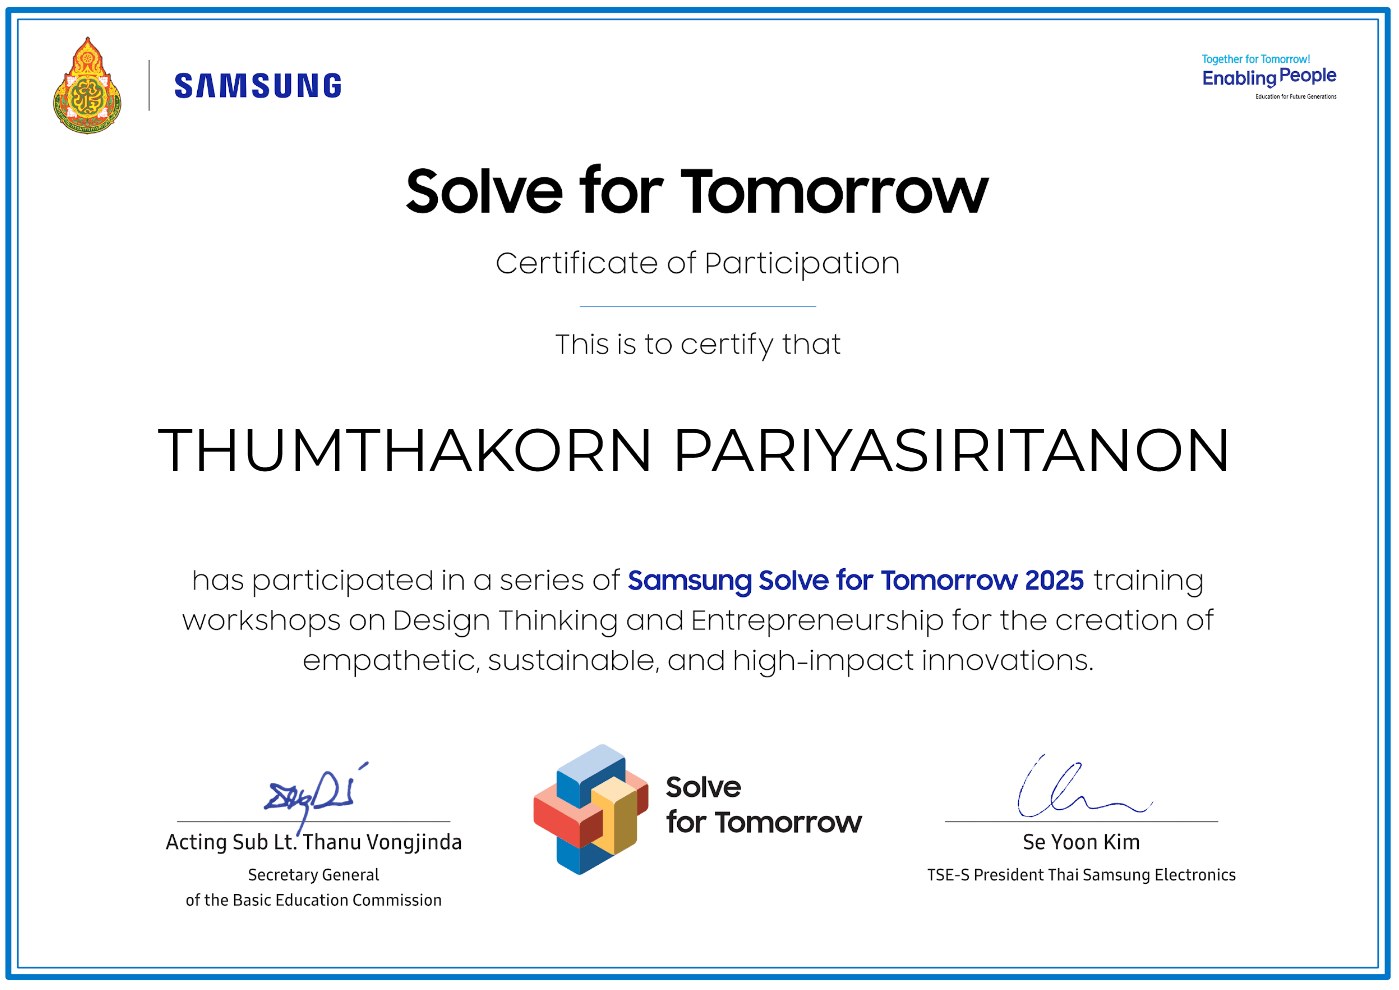 SAMSUNG
Together for Tomorrow!
Enabling People
Education for Future Generations
Solve for Tomorrow
Certificate of Participation
This is to certify that
THUMTHAKORN PARIYASIRITANON
has participated in a series of Samsung Solve for Tomorrow 2025 training
workshops on Design Thinking and Entrepreneurship for the creation of
empathetic, sustainable, and high-impact innovations.
Acting Sub Lt. Thanu Vongjinda
Secretary General
of the Basic Education Commission
Solve
for Tomorrow
Se Yoon Kim
TSE-S President Thai Samsung Electronics